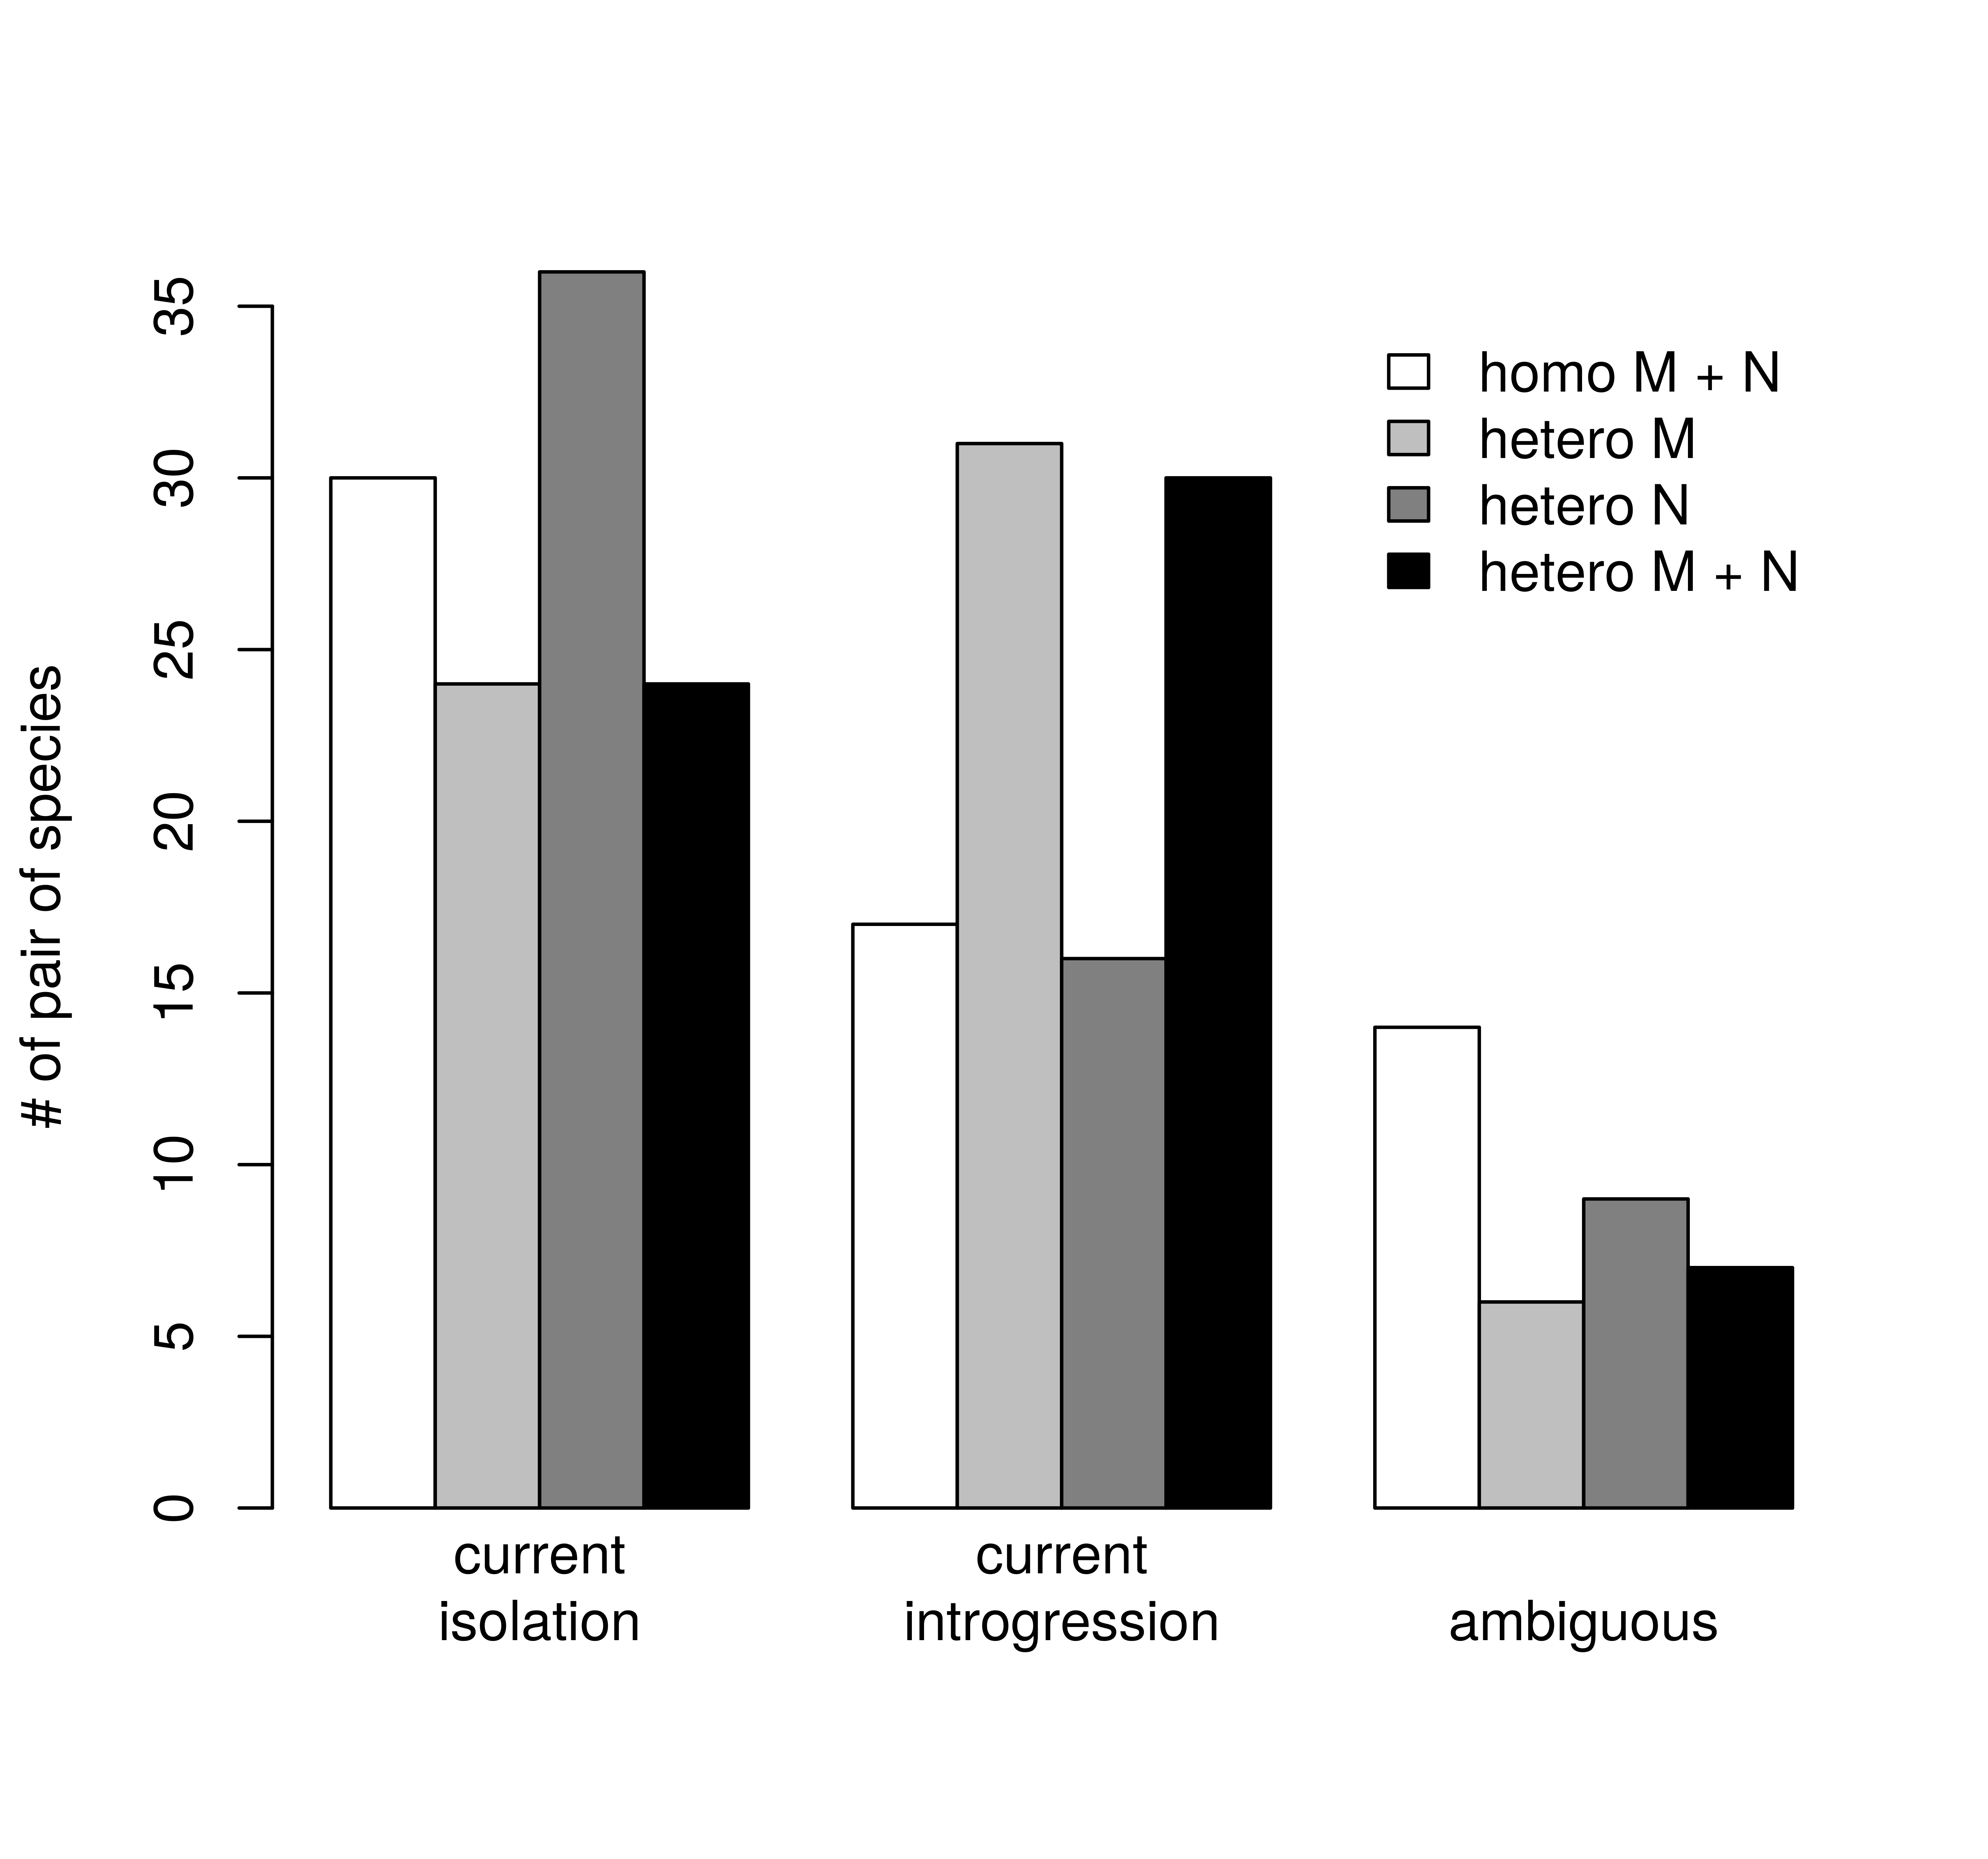 # of pair of species
35
30
25
20
15
10
5
0
homo M + N
hetero M
hetero N
hetero M + N
current
isolation
current
introgression
ambiguous